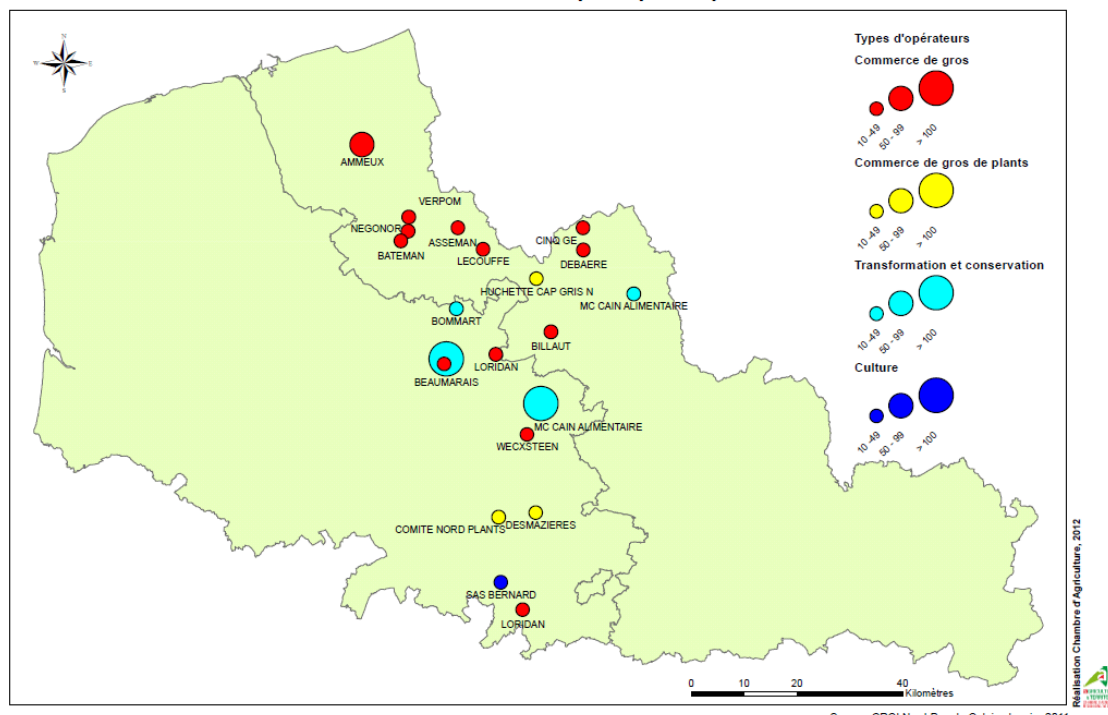 N
W
E
S
Types d'opérateurs
Commerce de gros
10 -49
50 - 99
> 100
Commerce de gros de plants
10 -49
50 - 99
> 100
Transformation et conservation
10 -49
50 - 99
> 100
Culture
10 -49
50 - 99
> 100
AMMEUX
VERPOM
NEGONOR
BATEMAN
ASSEMAN
LECOUFFE
CINQ GE
DEBAERE
HUCHETTE CAP GRIS N
MC CAIN ALIMENTAIRE
BOMMART
BILLAUT
LORIDAN
BEAUMARAIS
MC CAIN ALIMENTAIRE
WECXSTEEN
COMITE NORD PLANTS
DESMAZIERES
SAS BERNARD
LORIDAN
0 10 20 40
Kilomètres
Réalisation Chambre d'Agriculture, 2012